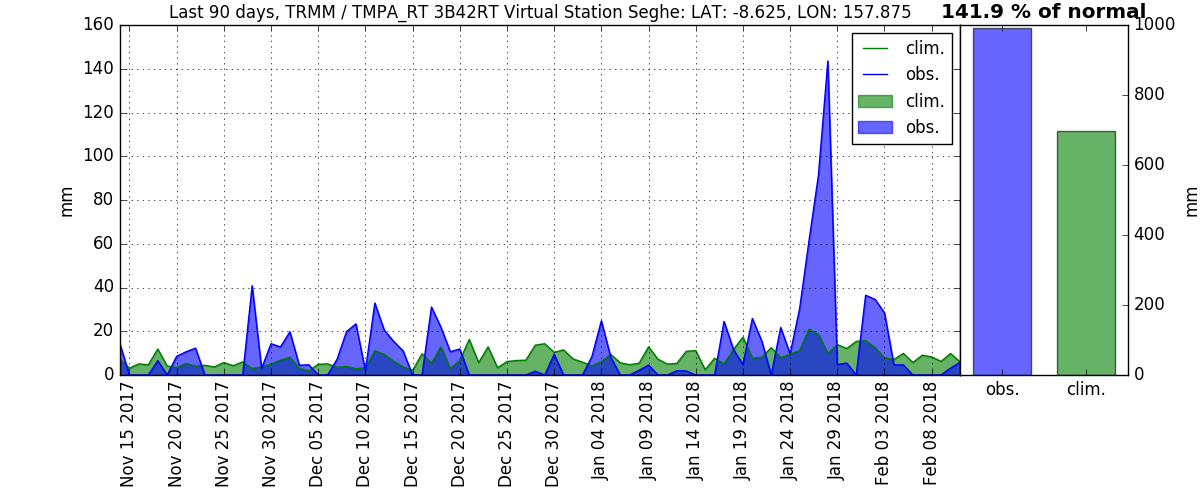 Last 90 days, TRMM / TMPA_RT 3B42RT Virtual Station Seghe: LAT: -8.625, LON: 157.875
141.9 % of normal
160
140
120
100
80
60
40
20
0
mm
clim.
obs.
clim.
obs.
1000
800
600
400
200
0
mm
obs.
clim.
Nov 15 2017
Nov 20 2017
Nov 25 2017
Nov 30 2017
Dec 05 2017
Dec 10 2017
Dec 15 2017
Dec 20 2017
Dec 25 2017
Dec 30 2017
Jan 04 2018
Jan 09 2018
Jan 14 2018
Jan 19 2018
Jan 24 2018
Jan 29 2018
Feb 03 2018
Feb 08 2018